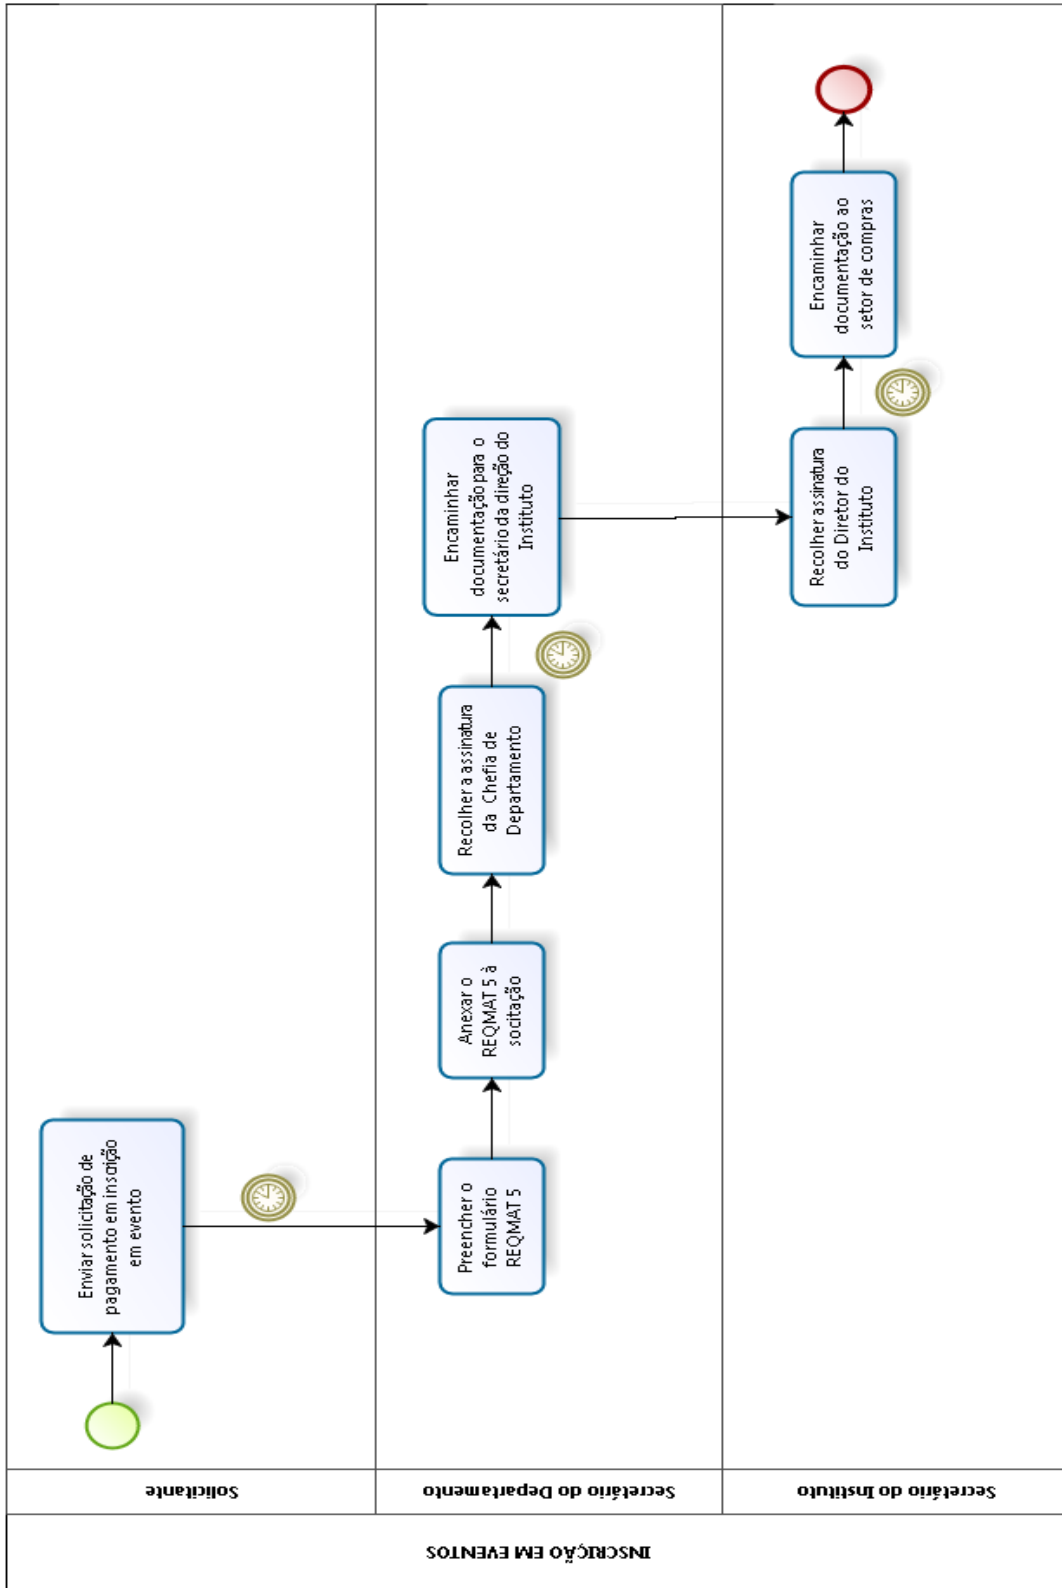 INSCRIÇÃO EM EVENTOS
Solicitante
Enviar solicitação de
pagamento em inscrição
em evento
Secretário do Departamento
Preencher o
formulário
REQMAT 5
Anexar o
REQMAT 5 à
socitação
Recolher a assinatura
da Chefia de
Departamento
Encaminhar
documentação para o
secretário da direção do
Instituto
Secretário do Instituto
Recolher assinatura
do Diretor do
Instituto
Encaminhar
documentação ao
setor de compras